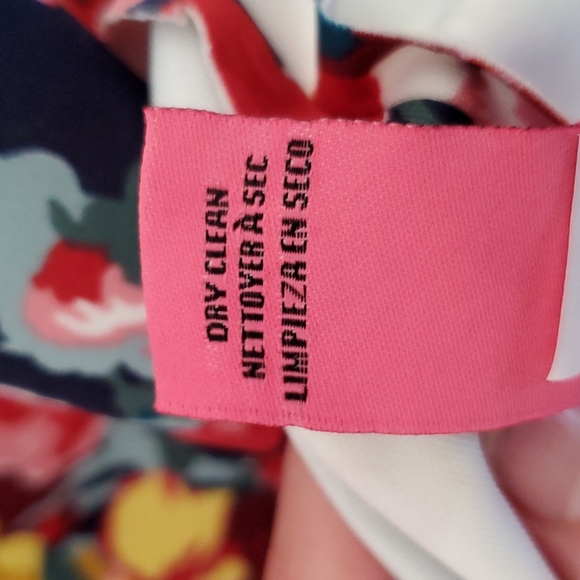 DRY CLEAN
NETTOYER À SEC
LIMPIEZA EN SECO